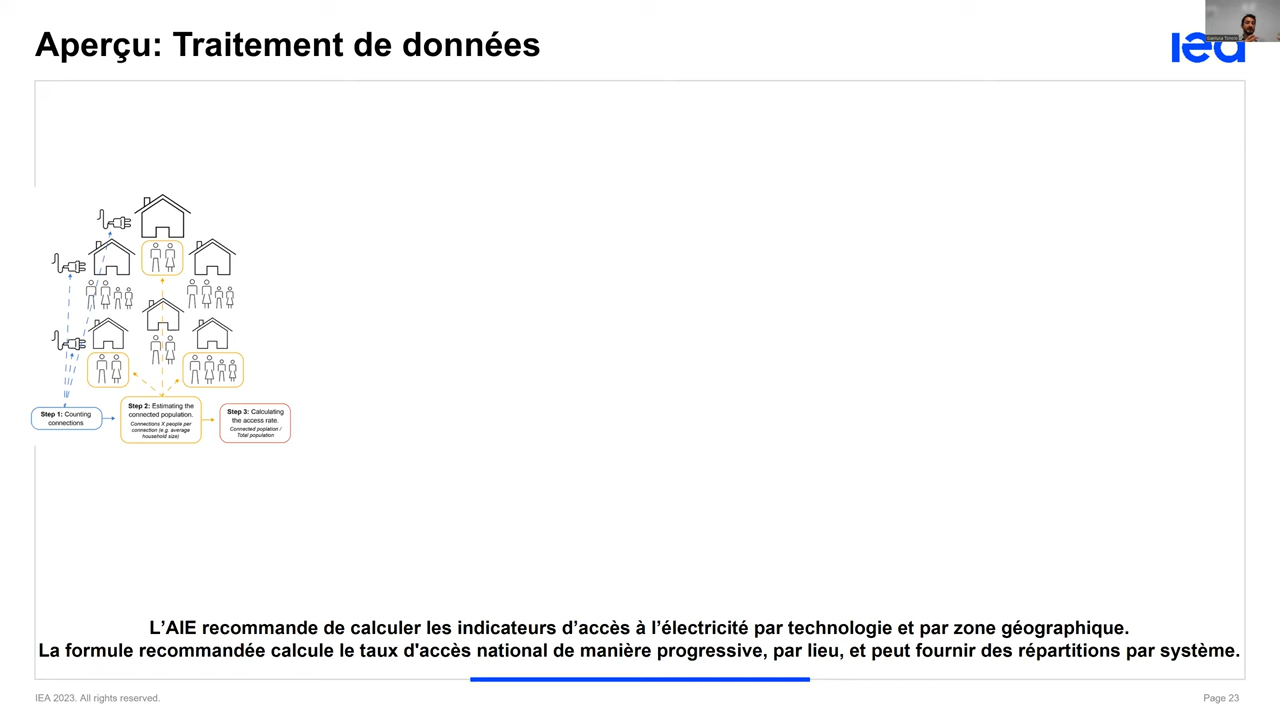 Aperçu: Traitement de données
iea
Step 1: Counting
connections
Step 2: Estimating the
connected population.
Connections X people per
connection (e.g. average
household size)
Step 3: Calculating
the access rate.
Connected poplation /
Total population
L’AIE recommande de calculer les indicateurs d’accès à l’électricité par technologie et par zone géographique.
La formule recommandée calcule le taux d'accès national de manière progressive, par lieu, et peut fournir des répartitions par système.
IEA 2023. All rights reserved.
Page 23